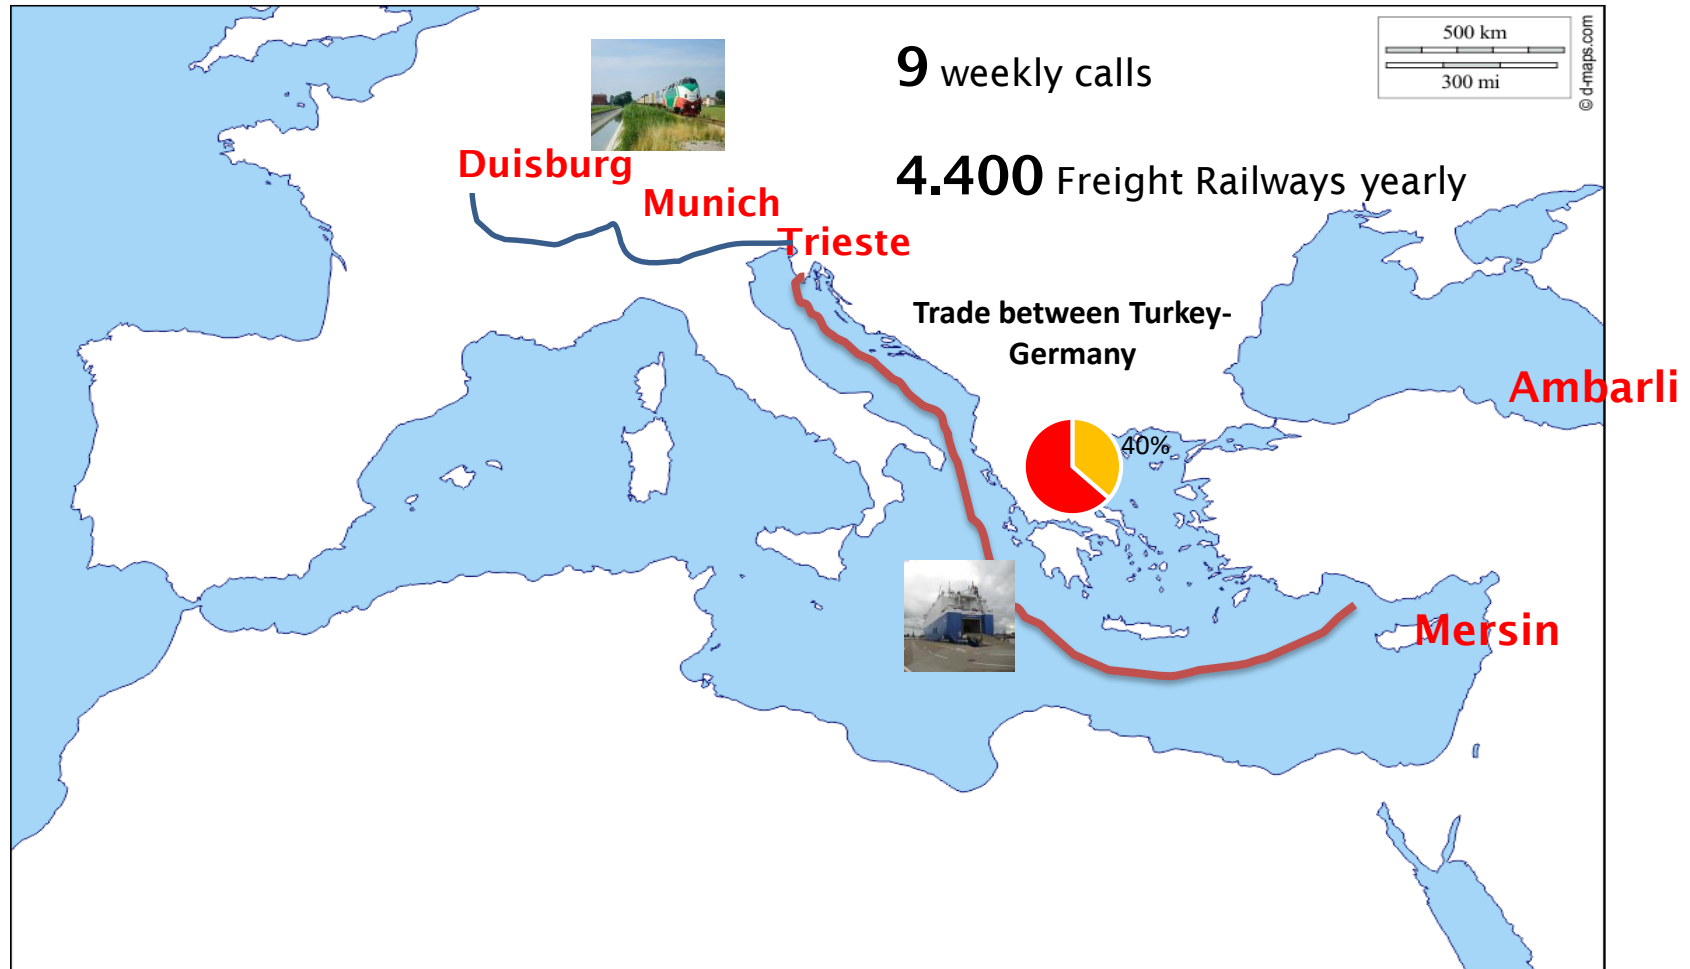 500 km
300 mi
© d-maps.com
9 weekly calls
4.400 Freight Railways yearly
Duisburg
Munich
Trieste
Trade between Turkey-
Germany
40%
Ambarli
Mersin